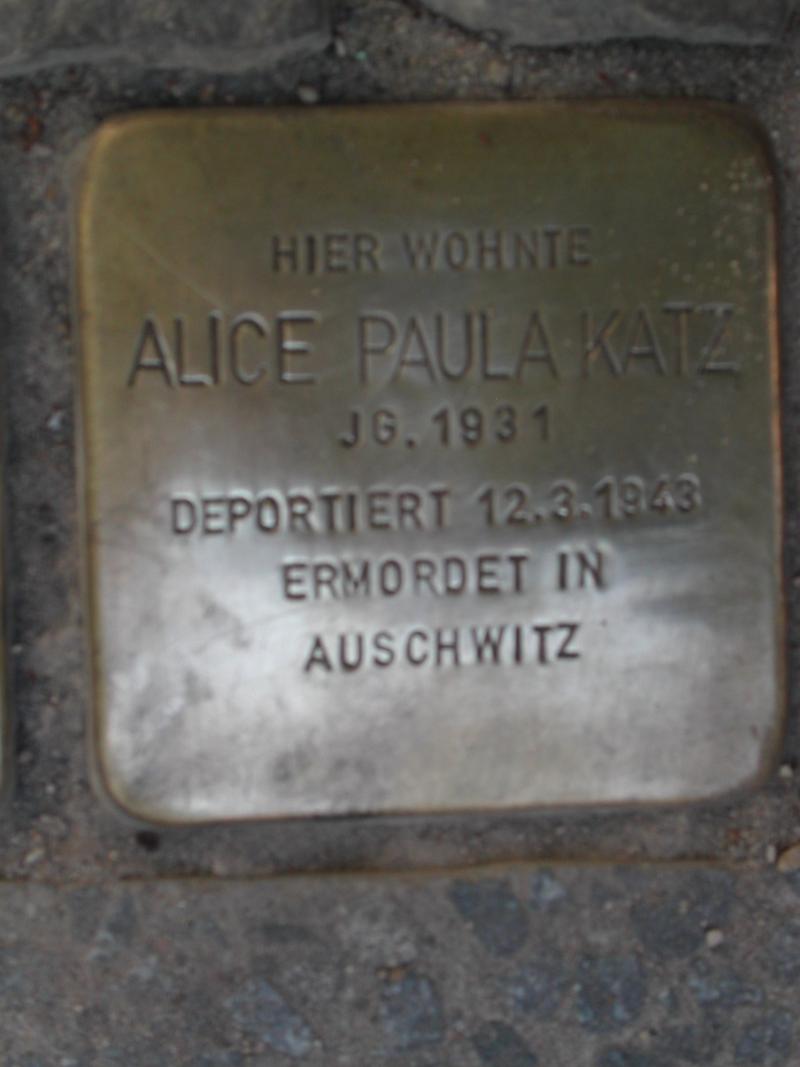 HIER WOHNTE
ALICE PAULA KATZ
JG. 1931
DEPORTIERT 12.3.1943
ERMORDET IN
AUSCHWITZ